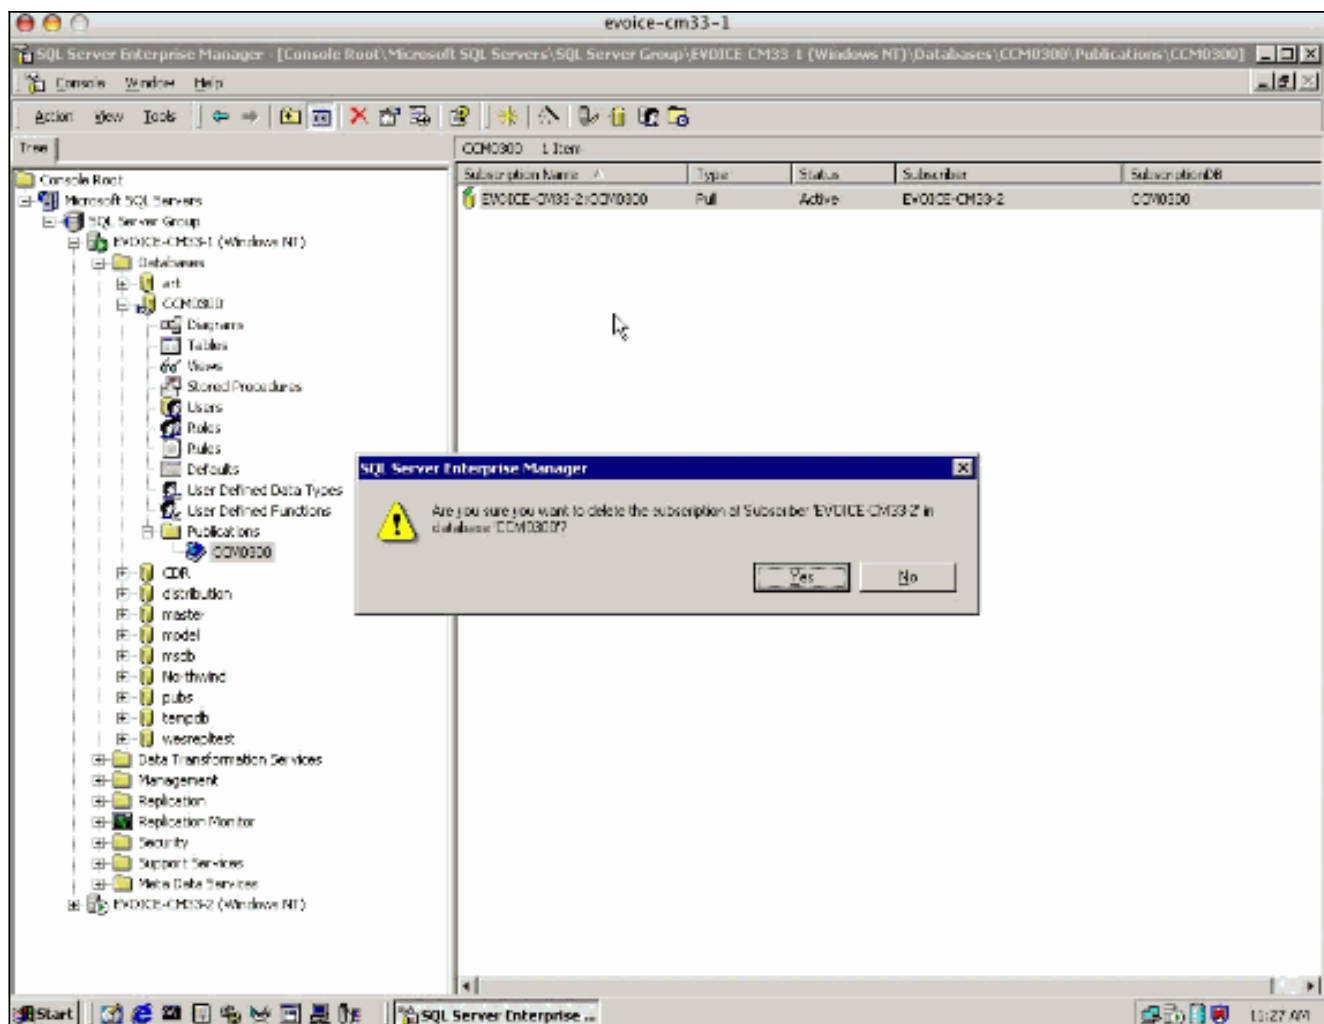 evoice-cm33-1
SQL Server Enterprise Manager - [Console Root\Microsoft SQL Servers\SQL Server Group\EVOICE-CM33-1 (Windows NT)\Databases\CCM0300\Publications\CCM0300]
Console Window Help
Action View Tools
Tree
CCM0300 1 Item
Subscription Name Type Status Subscriber SubscriptionDB
EVOICE-CM33-2:CCM0300 Pull Active EVOICE-CM33-2 CCM0300
Console Root
Microsoft SQL Servers
SQL Server Group
EVOICE-CM33-1 (Windows NT)
Databases
art
CCM0300
Diagrams
Tables
Views
Stored Procedures
Users
Roles
Rules
Defaults
User Defined Data Types
User Defined Functions
Publications
CCM0300
CDR
distribution
master
model
msdb
Northwind
pubs
tempdb
wesrepltest
Data Transformation Services
Management
Replication
Replication Monitor
Security
Support Services
Meta Data Services
EVOICE-CM33-2 (Windows NT)
SQL Server Enterprise Manager
Are you sure you want to delete the subscription at Subscriber 'EVOICE-CM33-2' in
database 'CCM0300'?
Yes No
Start SQL Server Enterprise ... 11:27 AM